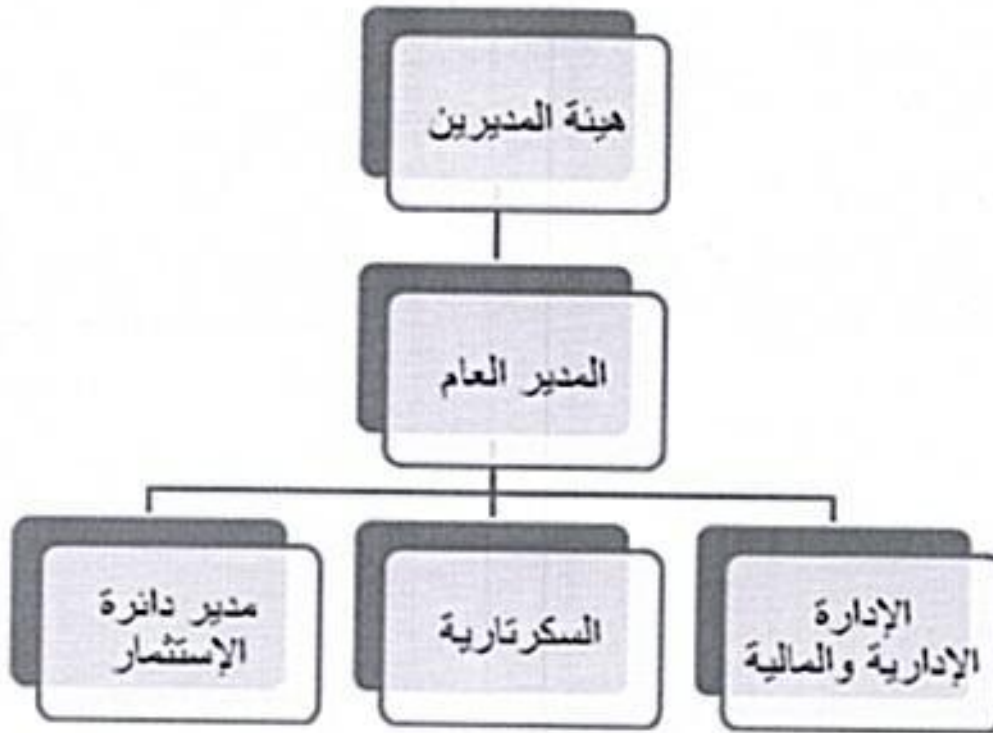 هيئة المديرين
المدير العام
الإدارة
الإدارية والمالية
السكرتارية
مدير دائرة
الإستثمار